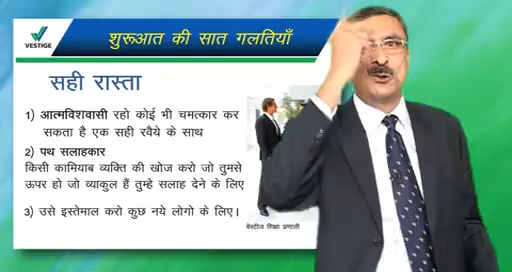 VESTIGE
शुरूआत की सात गलतियाँ
सही रास्ता
1) आत्मविशवासी रहो कोई भी चमत्कार कर
सकता है एक सही रवैये के साथ
2) पथ सलाहकार
किसी कामियाब व्यक्ति की खोज करो जो तुमसे
ऊपर हो जो व्याकुल हैं तुम्हे सलाह देने के लिए
3) उसे इस्तेमाल करो कुछ नये लोगो के लिए।
वेस्टीज शिक्षा प्रणाली